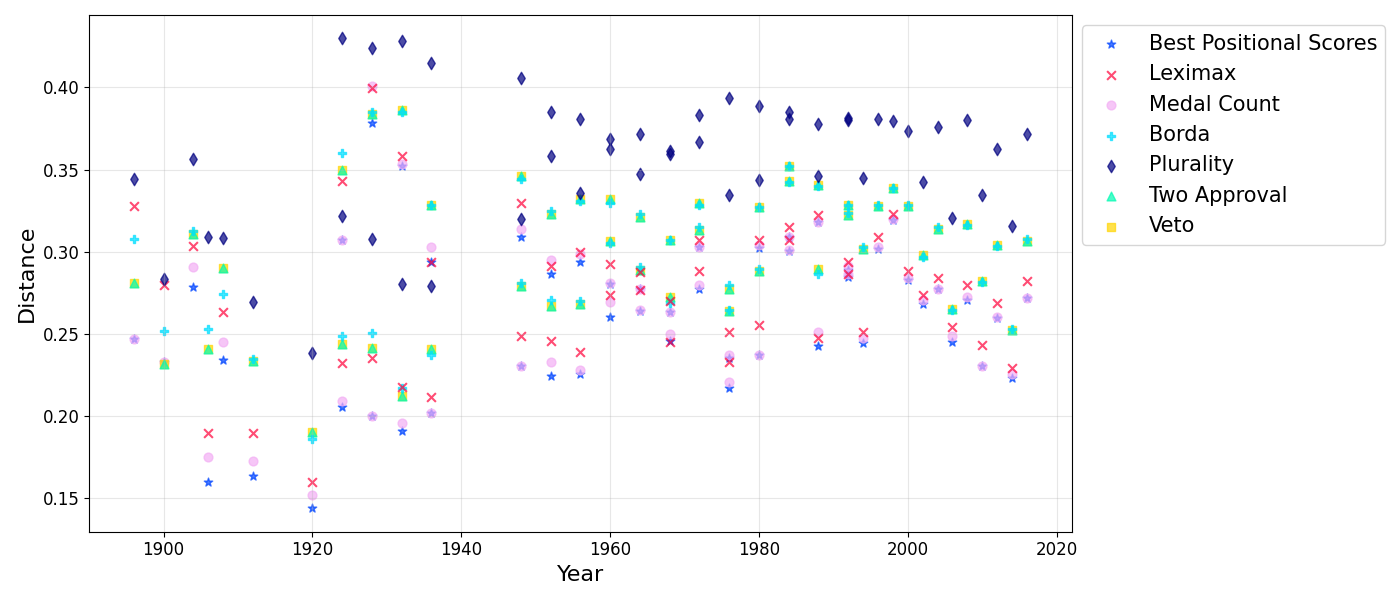 0.40
0.35
0.30
0.25
0.20
0.15
Distance
1900
1920
1940
1960
1980
2000
2020
Year
Best Positional Scores
Leximax
Medal Count
Borda
Plurality
Two Approval
Veto